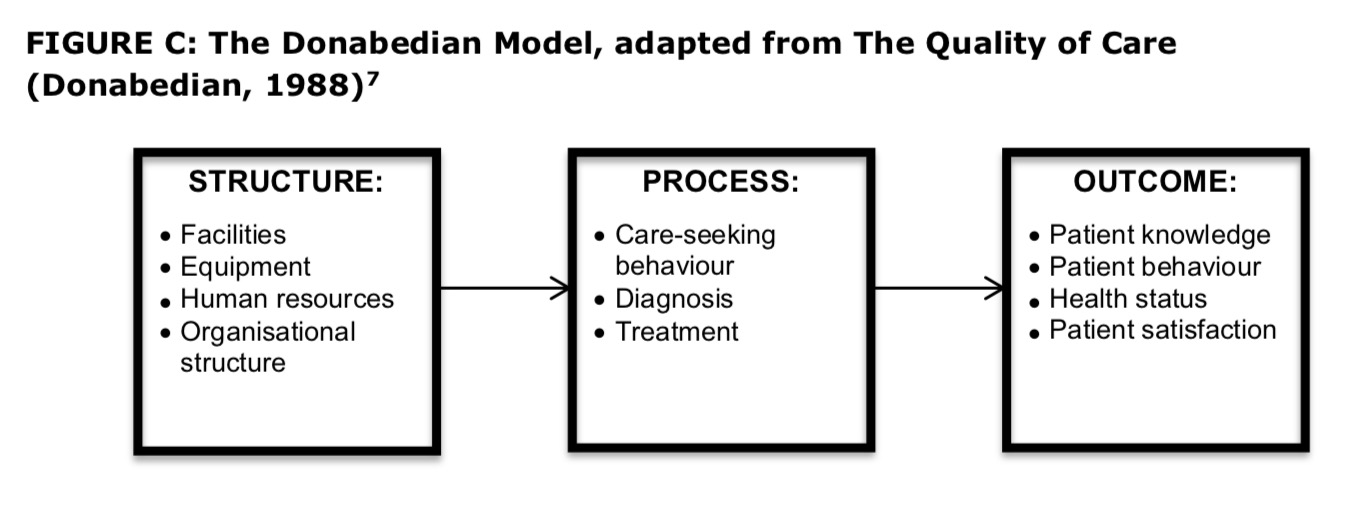 FIGURE C: The Donabedian Model, adapted from The Quality of Care
(Donabedian, 1988)⁷
STRUCTURE:
• Facilities
• Equipment
• Human resources
• Organisational
structure
PROCESS:
• Care-seeking
behaviour
• Diagnosis
• Treatment
OUTCOME:
• Patient knowledge
• Patient behaviour
• Health status
• Patient satisfaction